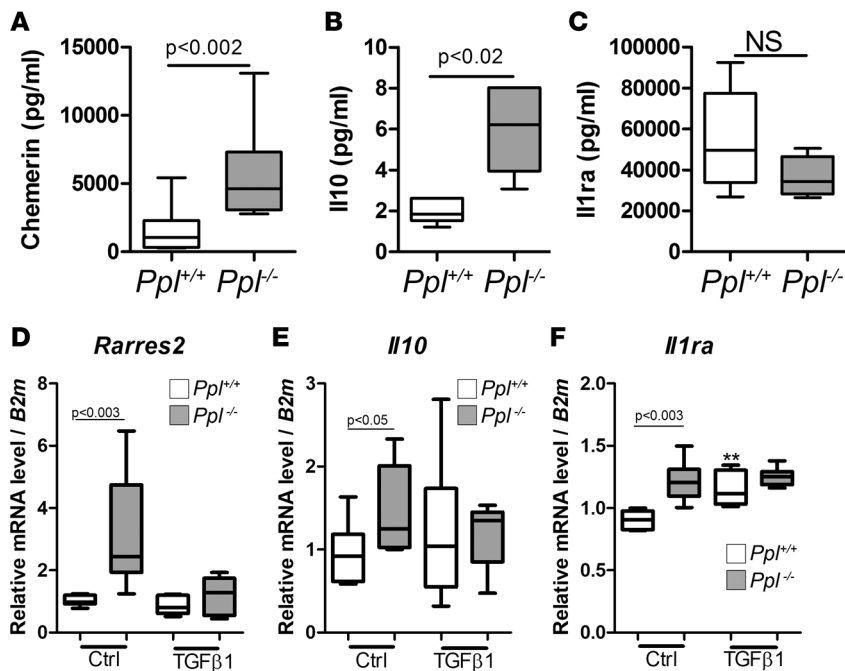 A
Chemerin (pg/ml)
15000
10000
5000
0
p<0.002
Ppl+/+ Ppl-/-
B
Il10 (pg/ml)
10
8
6
4
2
0
p<0.02
Ppl+/+ Ppl-/-
C
Il1ra (pg/ml)
100000
80000
60000
40000
20000
0
NS
Ppl+/+ Ppl-/-
D
Rarres2
Relative mRNA level / B2m
8
6
4
2
0
p<0.003
Ppl+/+
Ppl -/-
Ctrl TGFβ1
E
Il10
Relative mRNA level / B2m
3
2
1
0
p<0.05
Ppl+/+
Ppl -/-
Ctrl TGFβ1
F
Il1ra
Relative mRNA level / B2m
2.0
1.5
1.0
0.5
0.0
p<0.003
**
Ppl+/+
Ppl -/-
Ctrl TGFβ1